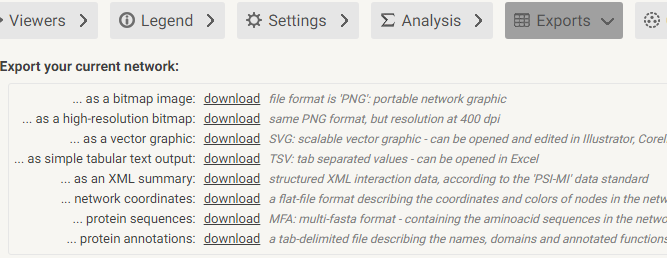 Viewers
Legend
Settings
Analysis
Exports
Export your current network:
... as a bitmap image: download file format is 'PNG': portable network graphic
... as a high-resolution bitmap: download same PNG format, but resolution at 400 dpi
... as a vector graphic: download SVG: scalable vector graphic - can be opened and edited in Illustrator,
... as simple tabular text output: download TSV: tab separated values - can be opened in Excel
... as an XML summary: download structured XML interaction data, according to the 'PSI-MI' data standard
... network coordinates: download a flat-file format describing the coordinates and colors of nodes in the
... protein sequences: download MFA: multi-fasta format - containing the aminoacid sequences in the
... protein annotations: download a tab-delimited file describing the names, domains and annotated functions